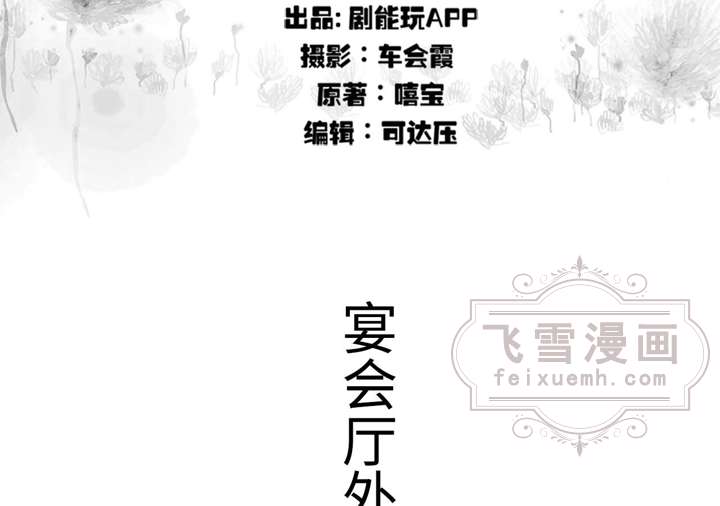 出品: 剧能玩APP
摄影：车会霞
原著：嘻宝
编辑：可达压
宴会厅外
飞雪漫画
feixuemh.com